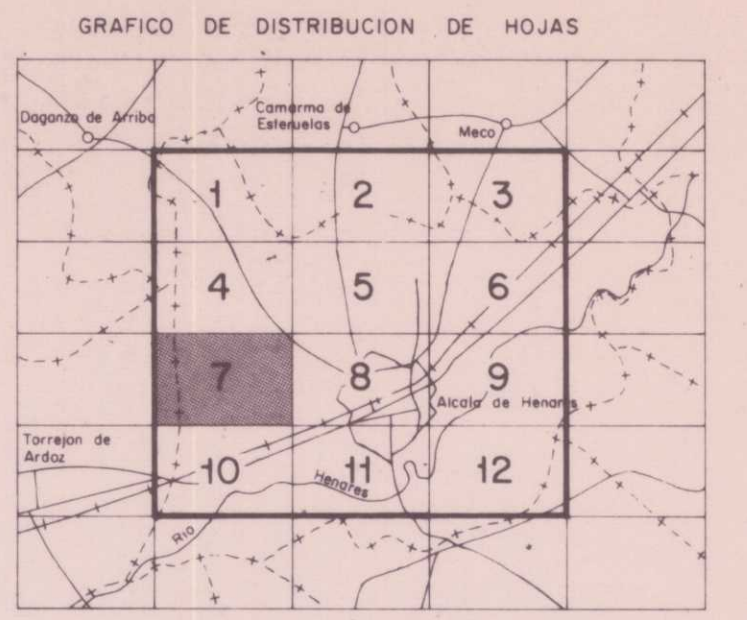 GRAFICO DE DISTRIBUCION DE HOJAS
Daganzo de Arriba
Camarma de
Esteruelas
Meco
1
2
3
4
5
6
7
8
9
Alcala de Henares
Torrejon de
Ardoz
10
11
12
Rio
Henares